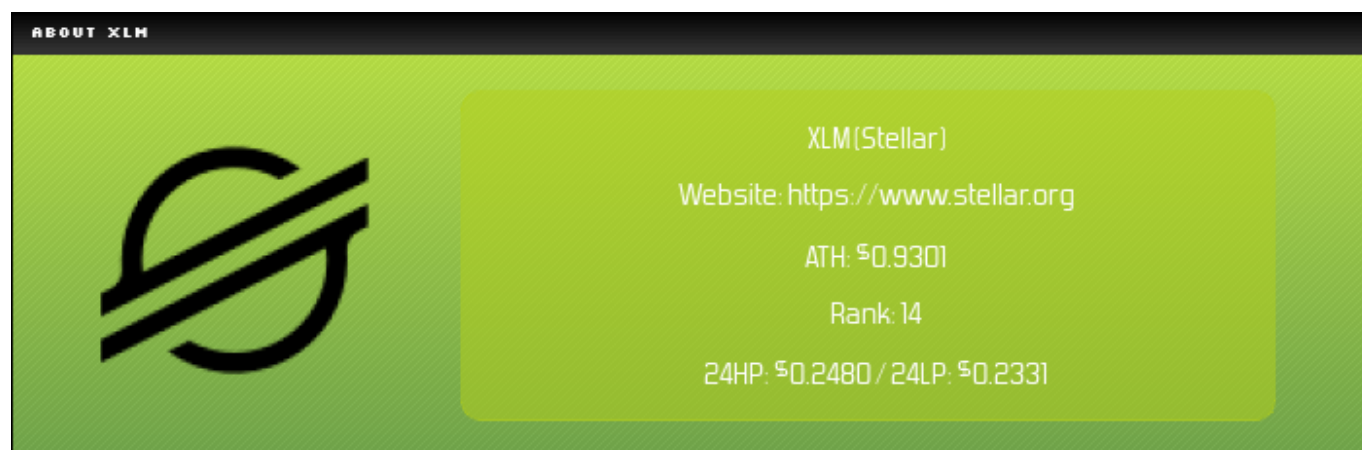 ABOUT XLM
XLM(Stellar)
Website: https://www.stellar.org
ATH: $0.9301
Rank: 14
24HP: $0.2480 / 24LP: $0.2331